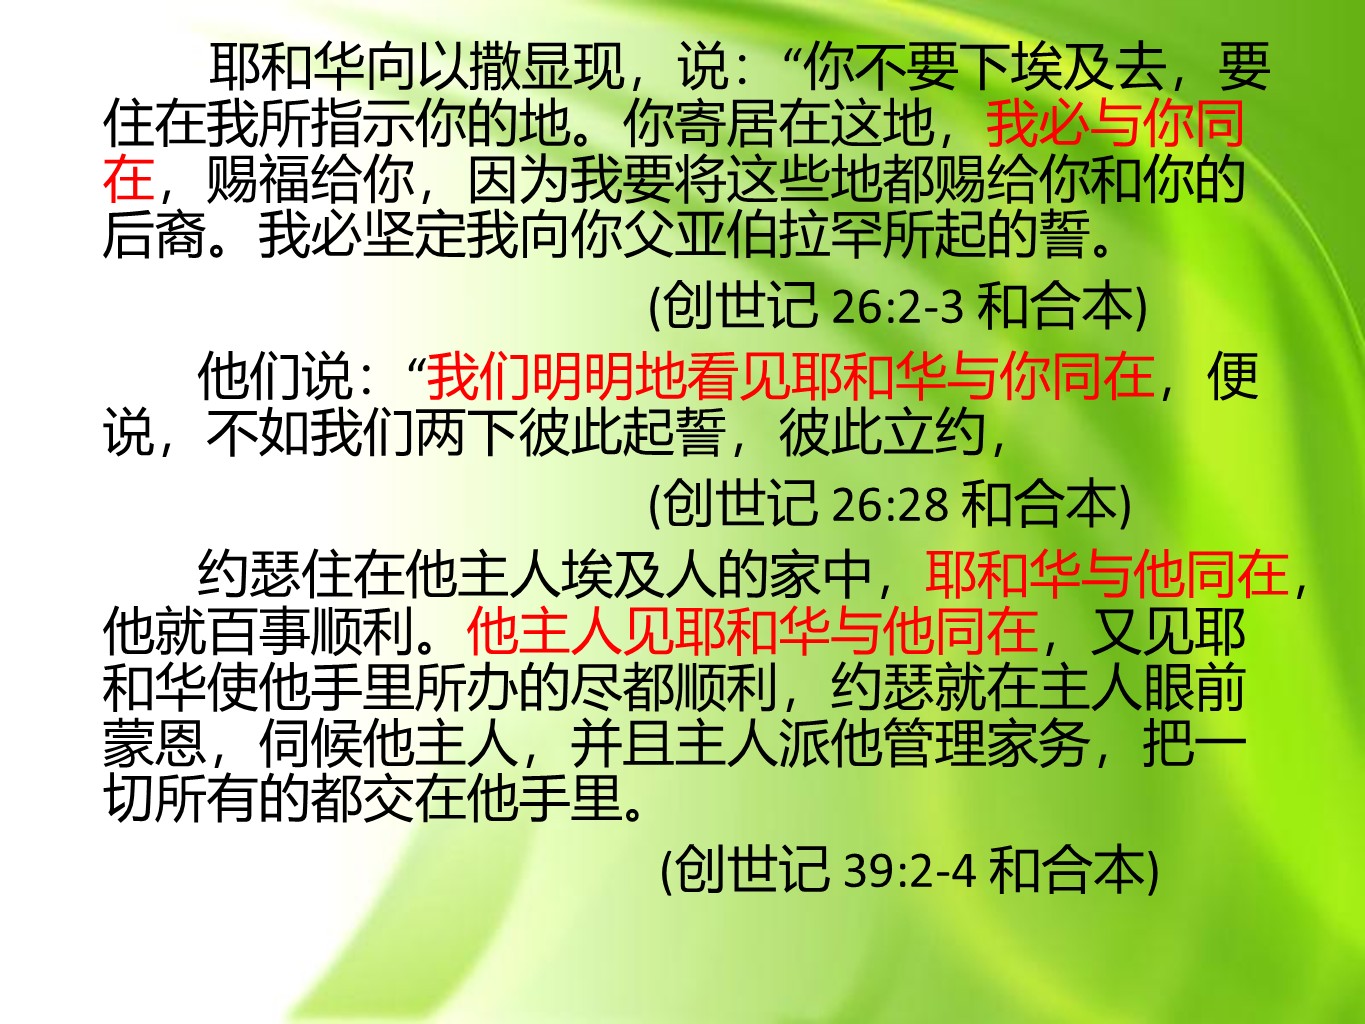 耶和华向以撒显现，说：“你不要下埃及去，要
住在我所指示你的地。你寄居在这地，我必与你同
在，赐福给你，因为我要将这些地都赐给你和你的
后裔。我必坚定我向你父亚伯拉罕所起的誓。
(创世记 26:2-3 和合本)
他们说：“我们明明地看见耶和华与你同在，便
说，不如我们两下彼此起誓，彼此立约，
(创世记 26:28 和合本)
约瑟住在他主人埃及人的家中，耶和华与他同在，
他就百事顺利。他主人见耶和华与他同在，又见耶
和华使他手里所办的尽都顺利，约瑟就在主人眼前
蒙恩，伺候他主人，并且主人派他管理家务，把一
切所有的都交在他手里。
(创世记 39:2-4 和合本)